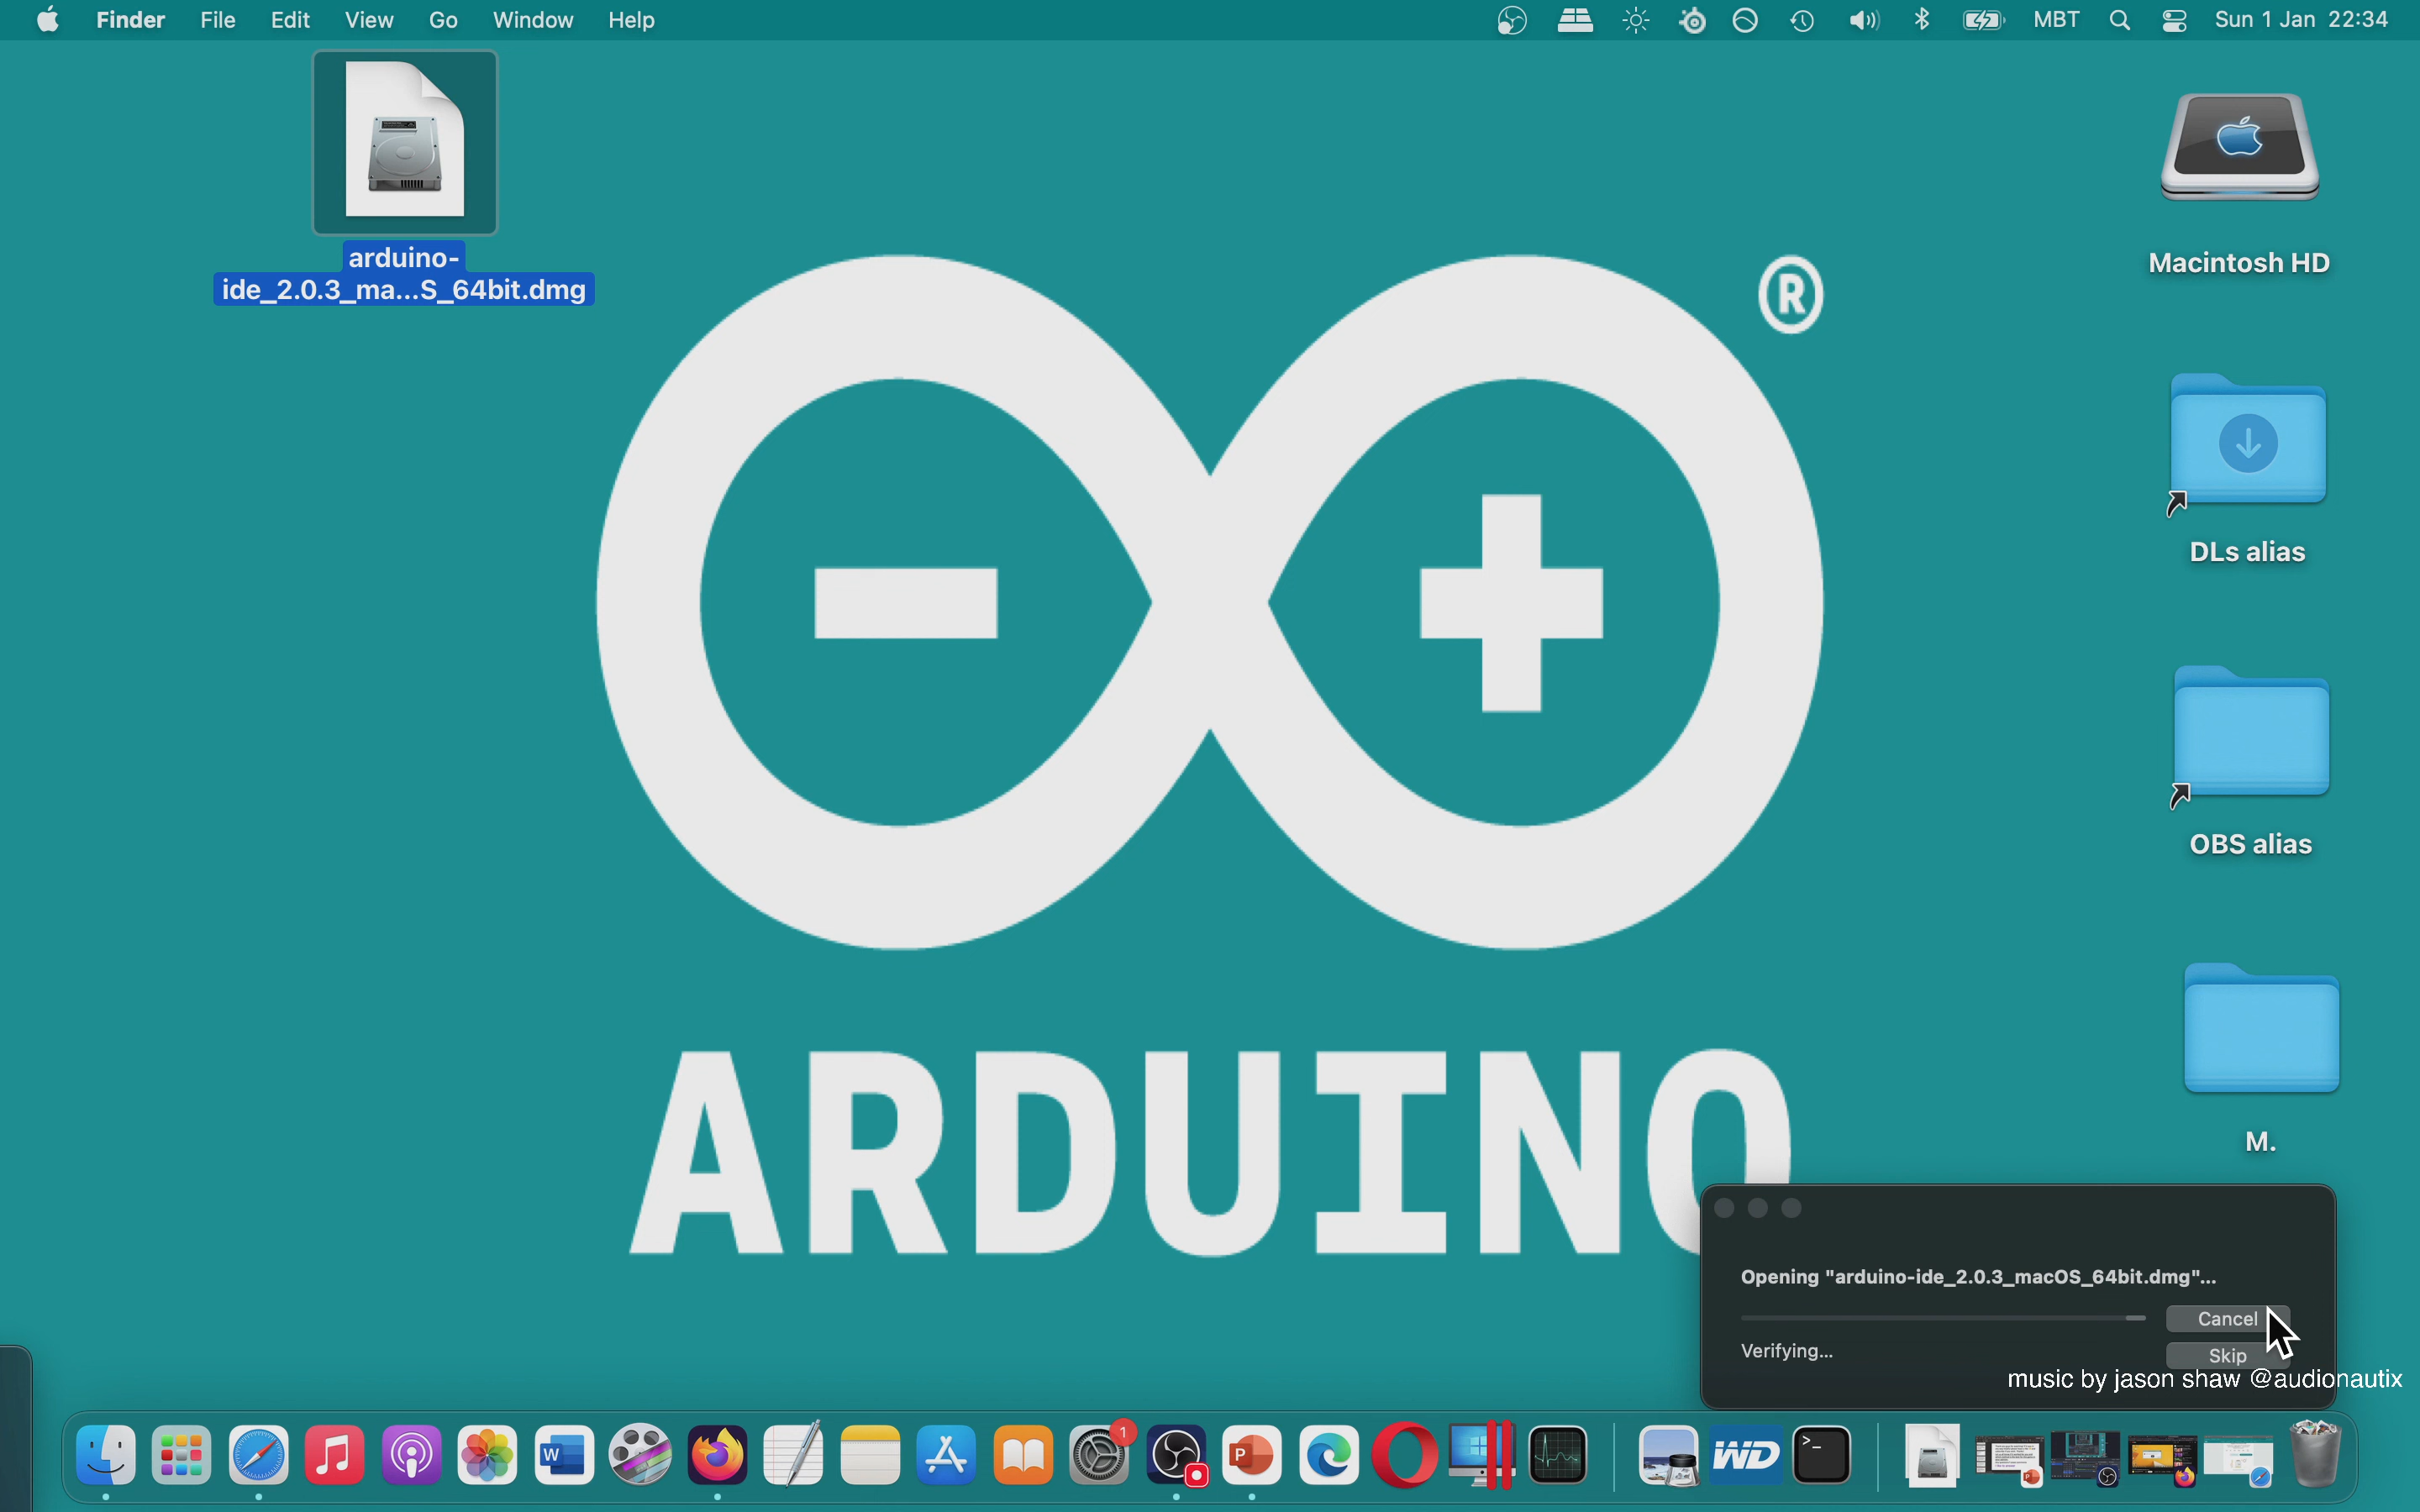 Finder File Edit View Go Window Help MBT Sun 1 Jan 22:34
arduino-
ide_2.0.3_ma...S_64bit.dmg
Macintosh HD
®
DLs alias
OBS alias
M.
ARDUINO
Opening "arduino-ide_2.0.3_macOS_64bit.dmg"...
Cancel
Verifying...
Skip
music by jason shaw @audionautix
1
W
P
WD
>_